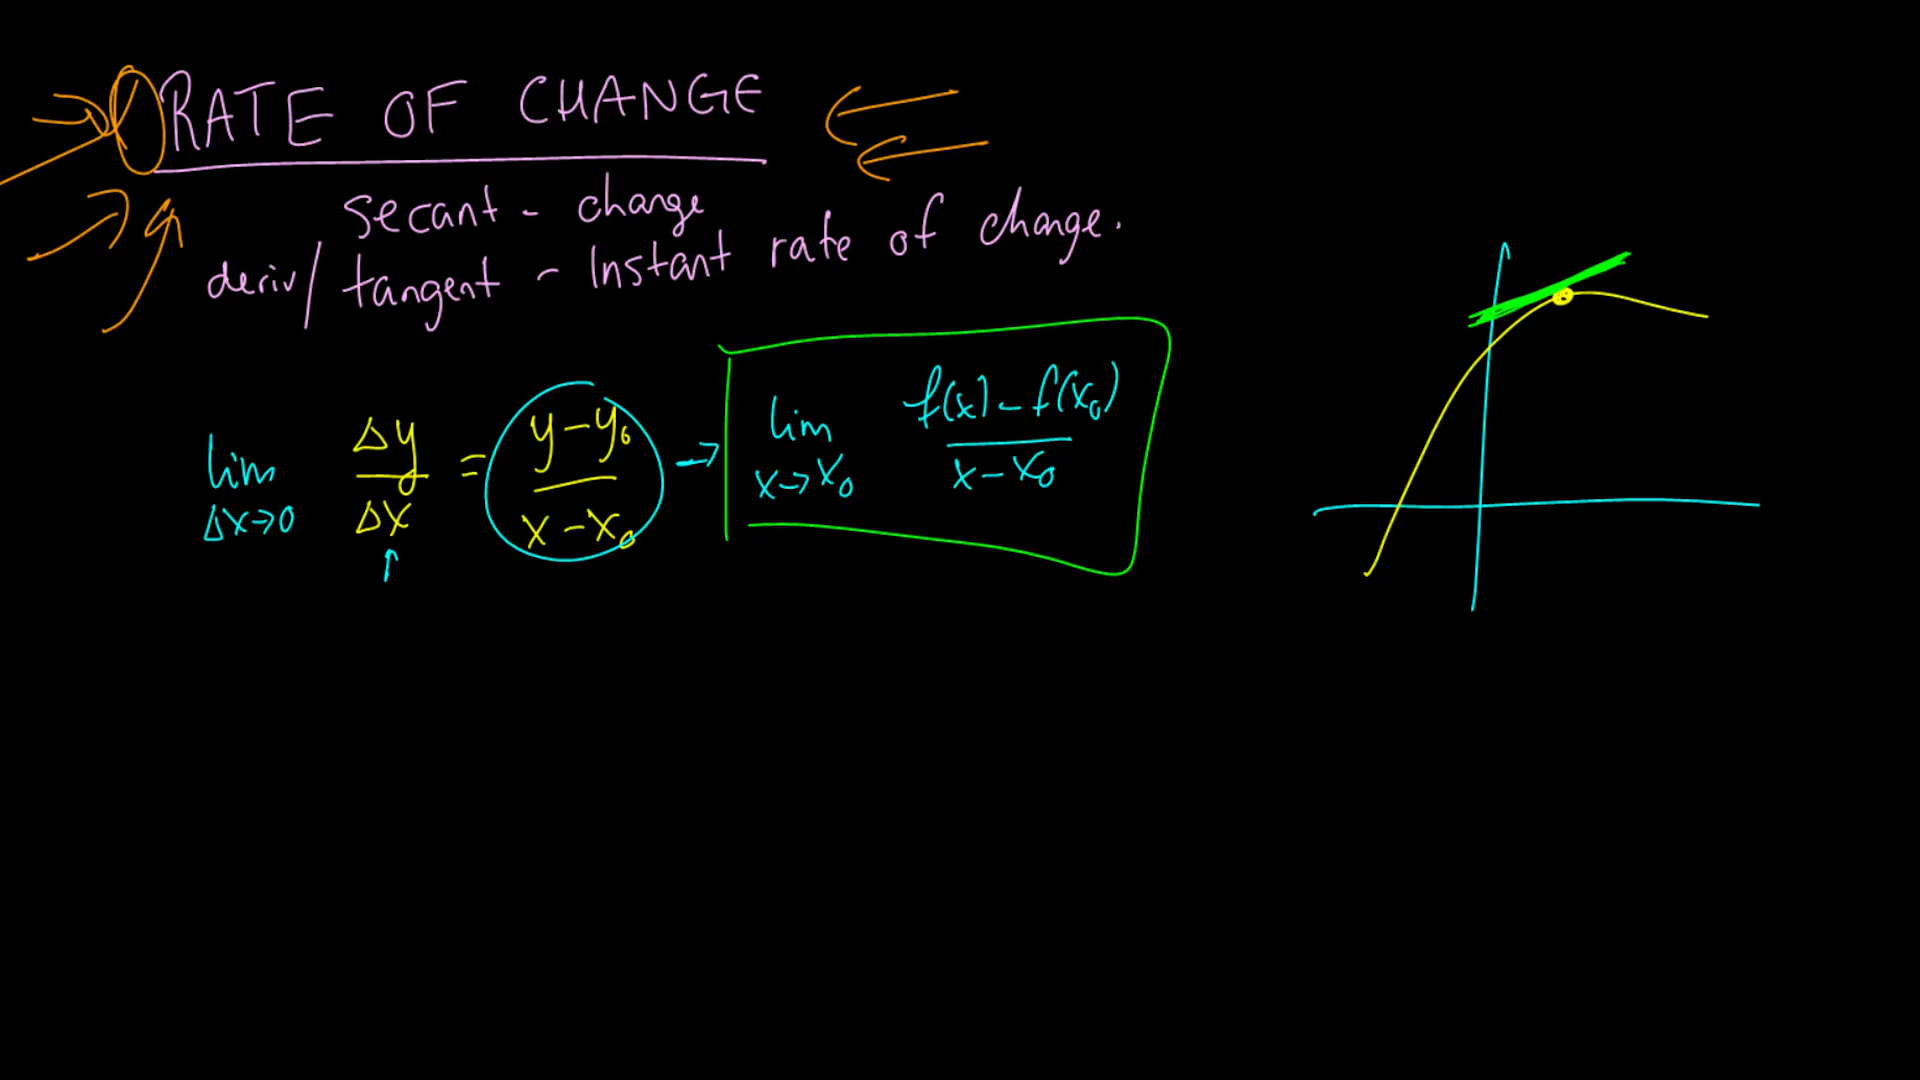 RATE OF CHANGE
secant - change
deriv/ tangent - Instant rate of change.
lim Δx→0 Δy/Δx = y-y₀/x-x₀ → lim x→x₀ f(x)-f(x₀)/x-x₀